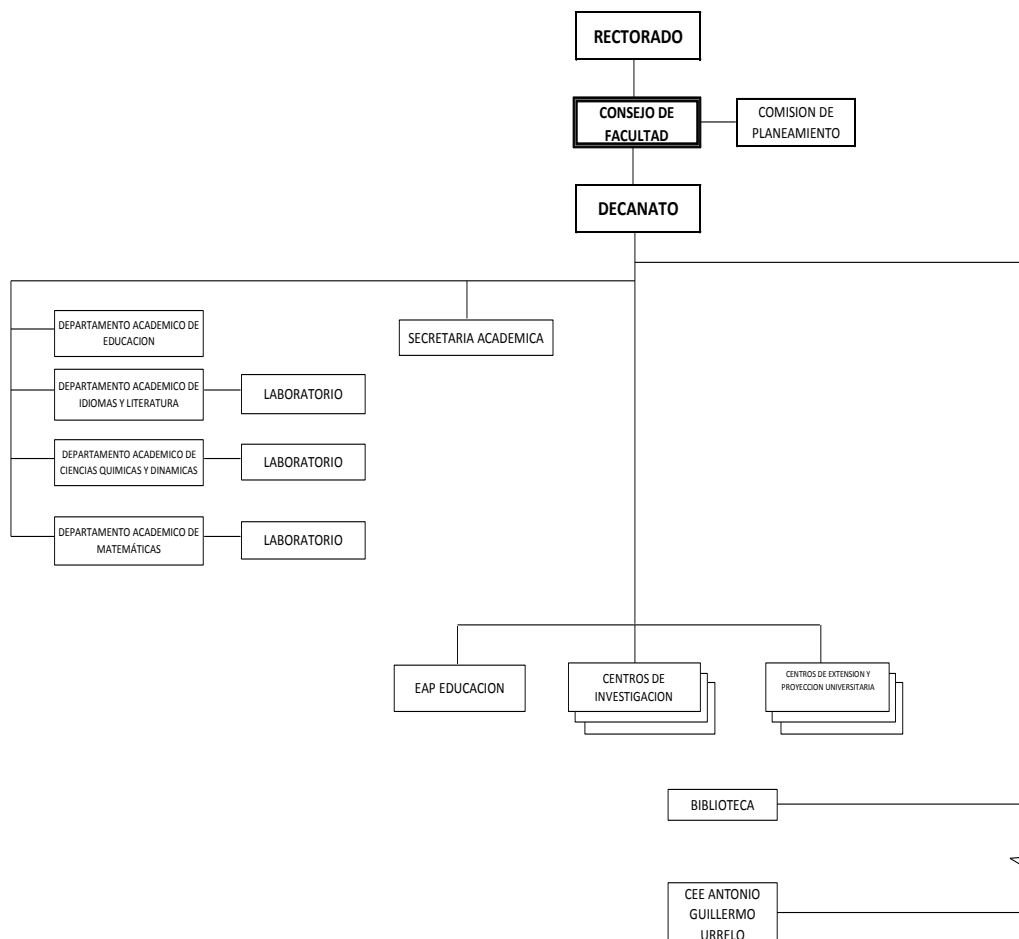 RECTORADO
CONSEJO DE
FACULTAD
COMISION DE
PLANEAMIENTO
DECANATO
DEPARTAMENTO ACADEMICO DE
EDUCACION
SECRETARIA ACADEMICA
DEPARTAMENTO ACADEMICO DE
IDIOMAS Y LITERATURA
LABORATORIO
DEPARTAMENTO ACADEMICO DE
CIENCIAS QUIMICAS Y DINAMICAS
LABORATORIO
DEPARTAMENTO ACADEMICO DE
MATEMÁTICAS
LABORATORIO
EAP EDUCACION
CENTROS DE
INVESTIGACION
CENTROS DE EXTENSION Y
PROYECCION UNIVERSITARIA
BIBLIOTECA
CEE ANTONIO
GUILLERMO
URRELO